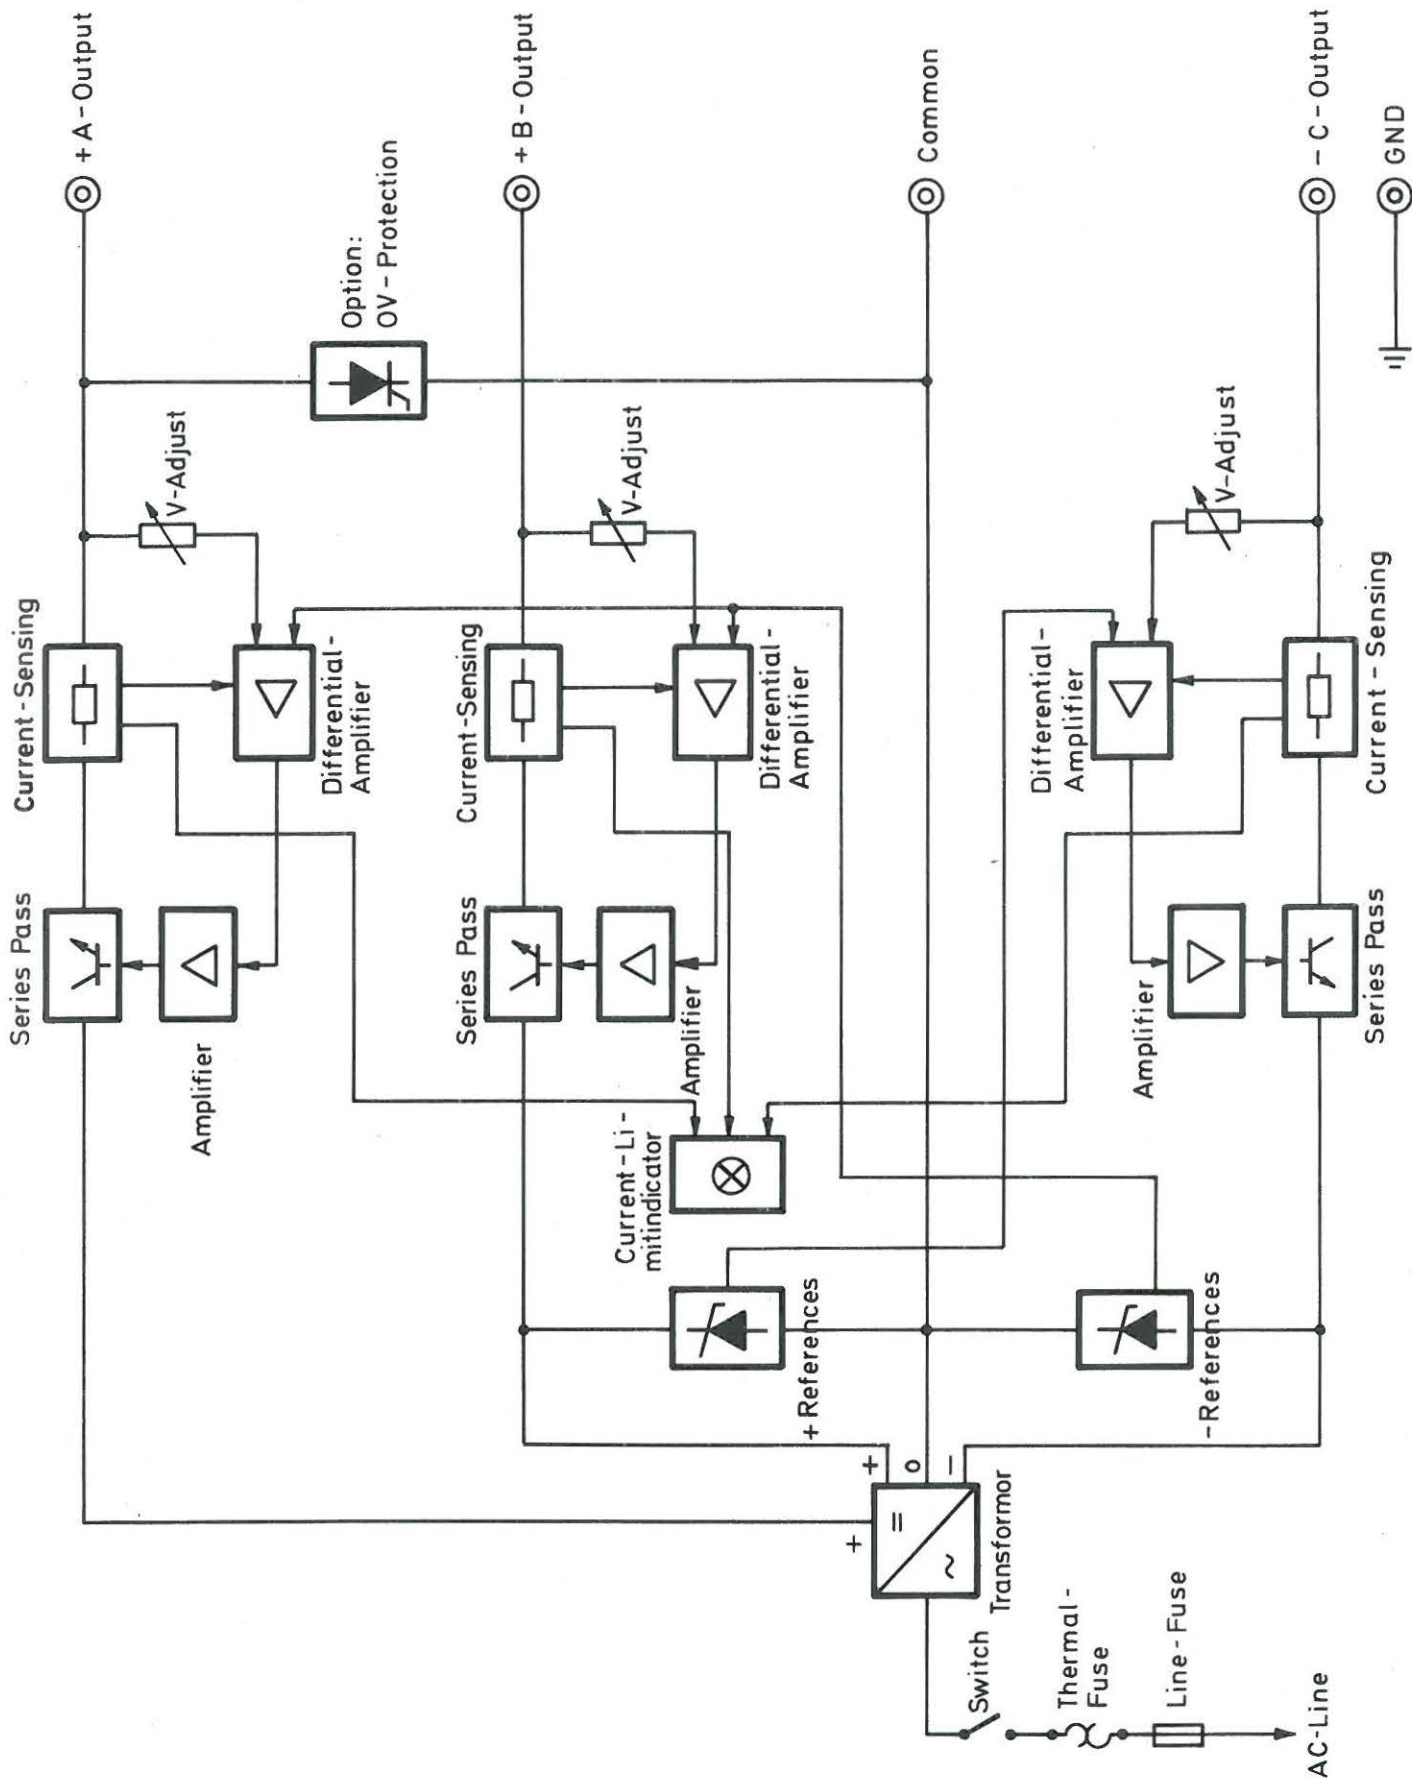 + A - Output
+ B - Output
Common
- C - Output
GND
Option:
OV - Protection
V-Adjust
V-Adjust
V-Adjust
Current-Sensing
Differential-
Amplifier
Current-Sensing
Differential-
Amplifier
Differential-
Amplifier
Current - Sensing
Series Pass
Amplifier
Series Pass
Amplifier
Amplifier
Series Pass
Current-Li-
mitindicator
+References
-References
+
+
o
-
=
~
Transformor
Switch
Thermal-
Fuse
Line-Fuse
AC-Line